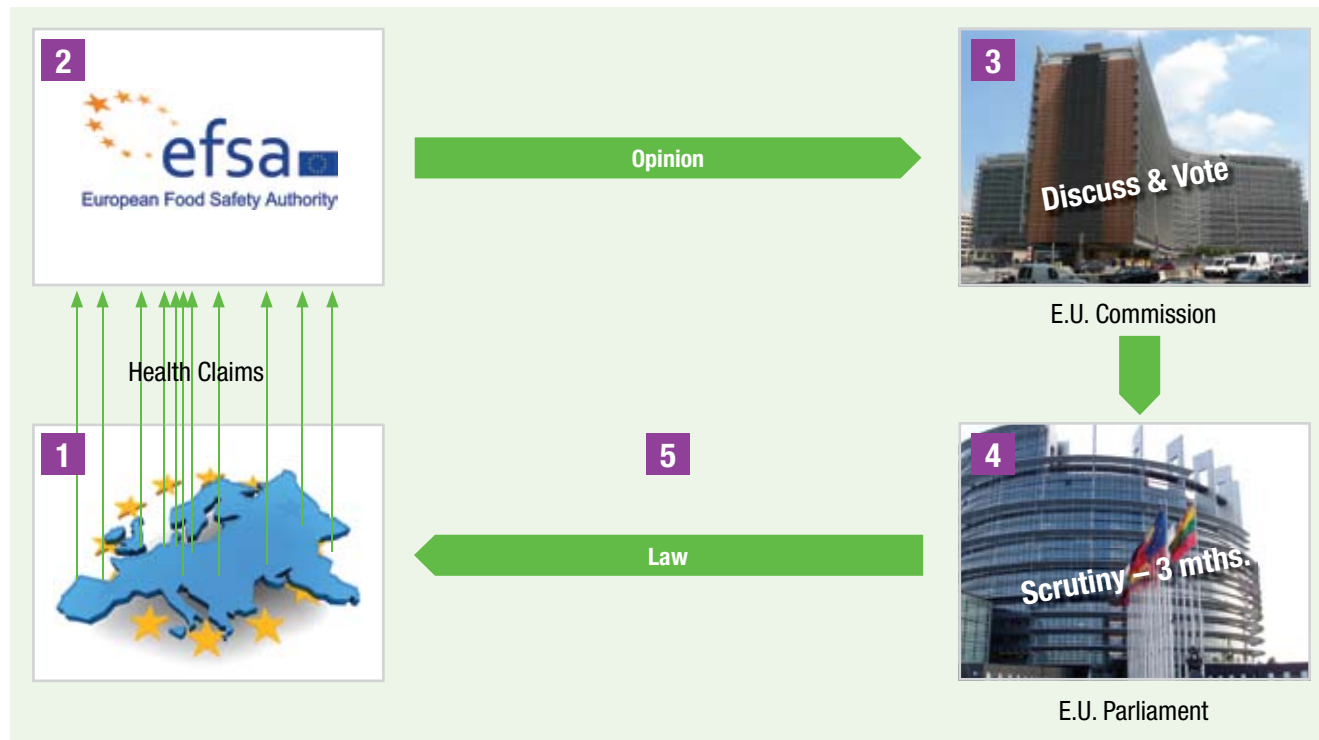 2
efsa
European Food Safety Authority
Opinion
3
Discuss & Vote
E.U. Commission
Health Claims
1
5
Law
4
Scrutiny – 3 mths.
E.U. Parliament